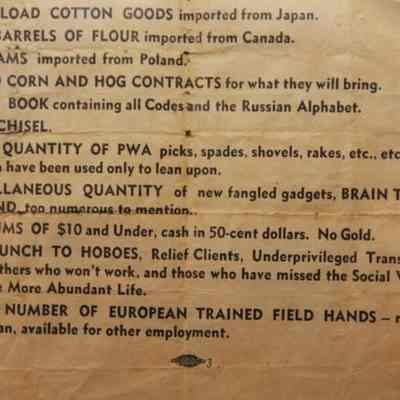 LOAD COTTON GOODS imported from Japan.
BARRELS OF FLOUR imported from Canada.
AMS imported from Poland.
CORN AND HOG CONTRACTS for what they will bring.
BOOK containing all Codes and the Russian Alphabet.
CHISEL.
QUANTITY OF PWA picks, spades, shovels, rakes, etc., etc
have been used only to lean upon.
LLANEOUS QUANTITY of new fangled gadgets, BRAIN T
ND, too numerous to mention.
UMS OF $10 and Under, cash in 50-cent dollars. No Gold.
UNCH TO HOBOES, Relief Clients, Underprivileged Trans
thers who won't work, and those who have missed the Social V
More Abundant Life.
NUMBER OF EUROPEAN TRAINED FIELD HANDS –
an, available for other employment.
3